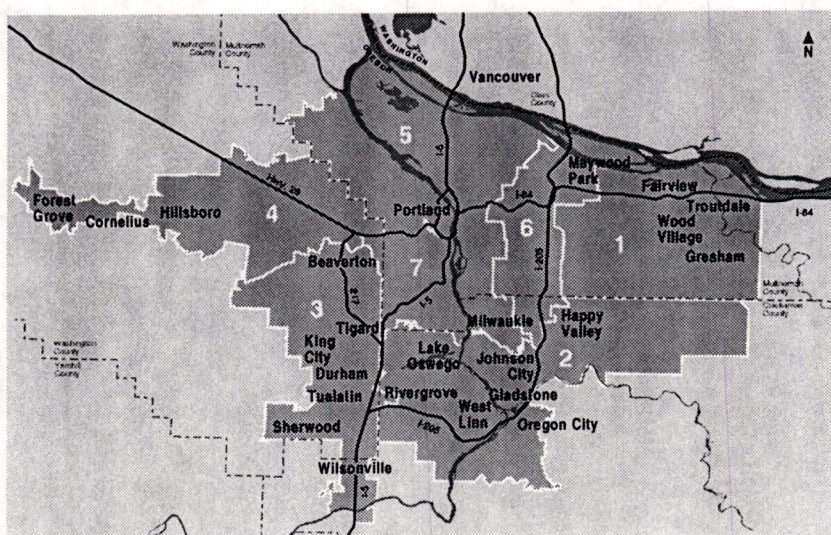 N
Washington
County
Multnomah
County
WASHINGTON
OREGON
Vancouver
Clark
County
5
I-5
Maywood
Park
Fairview
Hwy. 26
I-84
Troutdale
I-84
Forest
Grove
Cornelius
Hillsboro
4
Portland
6
Wood
Village
1
Gresham
Beaverton
7
I-205
3
217
I-5
Multnomah
County
Clackamas
County
Tigard
Milwaukie
Happy
Valley
Washington
County
Yamhill
County
King
City
Lake
Oswego
Johnson
City
2
Durham
Tualatin
Rivergrove
Gladstone
West
Linn
Sherwood
I-205
Oregon City
Wilsonville
I-5